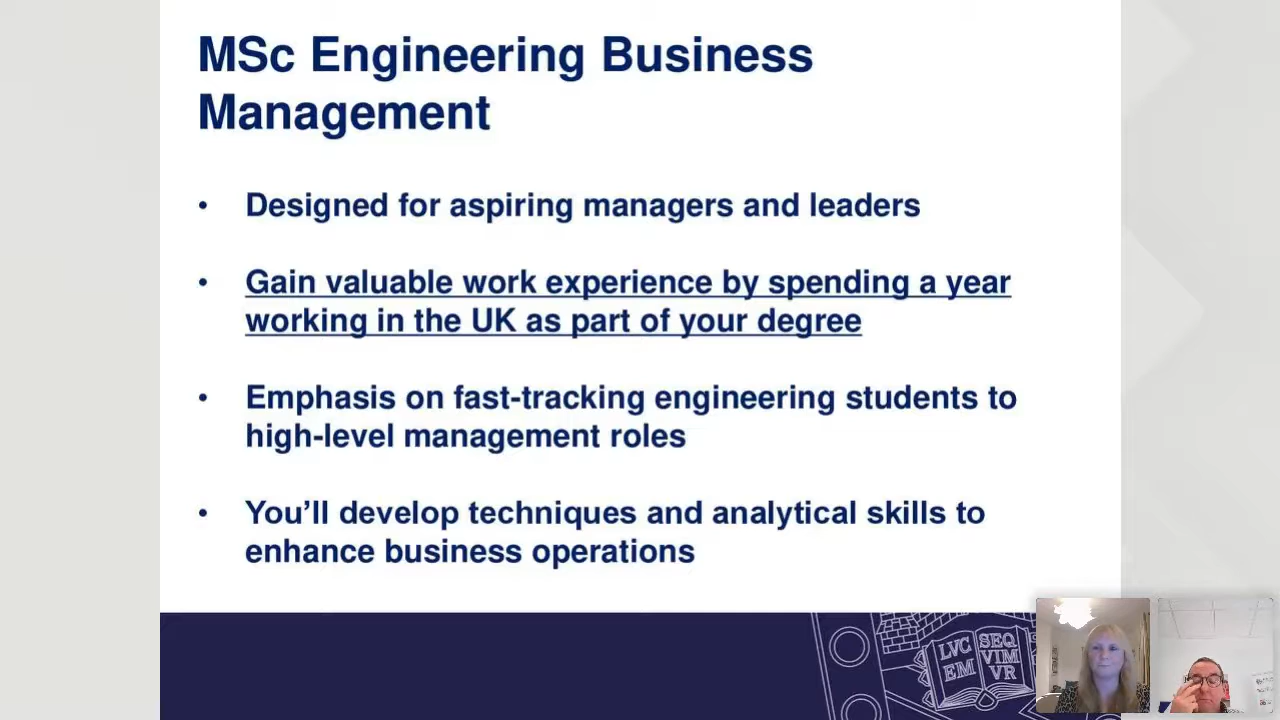 MSc Engineering Business
Management
• Designed for aspiring managers and leaders
• Gain valuable work experience by spending a year
working in the UK as part of your degree
• Emphasis on fast-tracking engineering students to
high-level management roles
• You'll develop techniques and analytical skills to
enhance business operations
LVC
EM
SEQ
VIM
VR